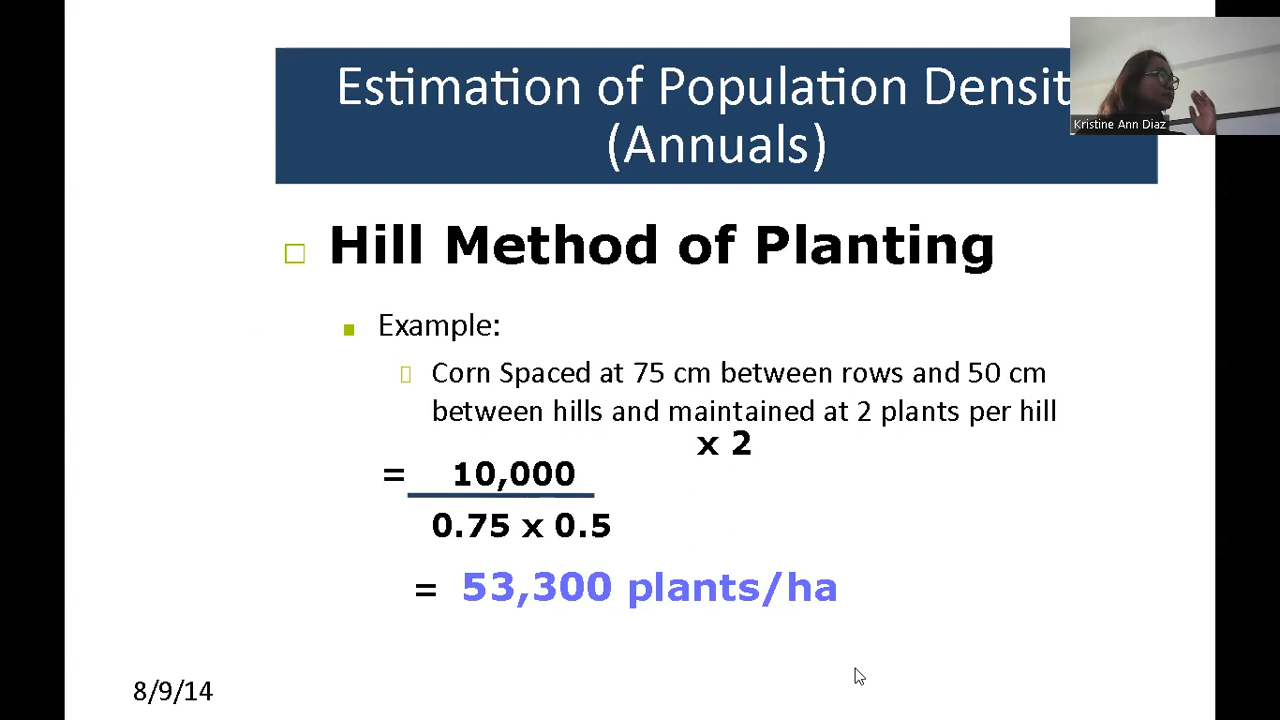 Estimation of Population Densit
(Annuals)
Kristine Ann Diaz
Hill Method of Planting
Example:
Corn Spaced at 75 cm between rows and 50 cm
between hills and maintained at 2 plants per hill
x 2
= 10,000
0.75 x 0.5
= 53,300 plants/ha
8/9/14